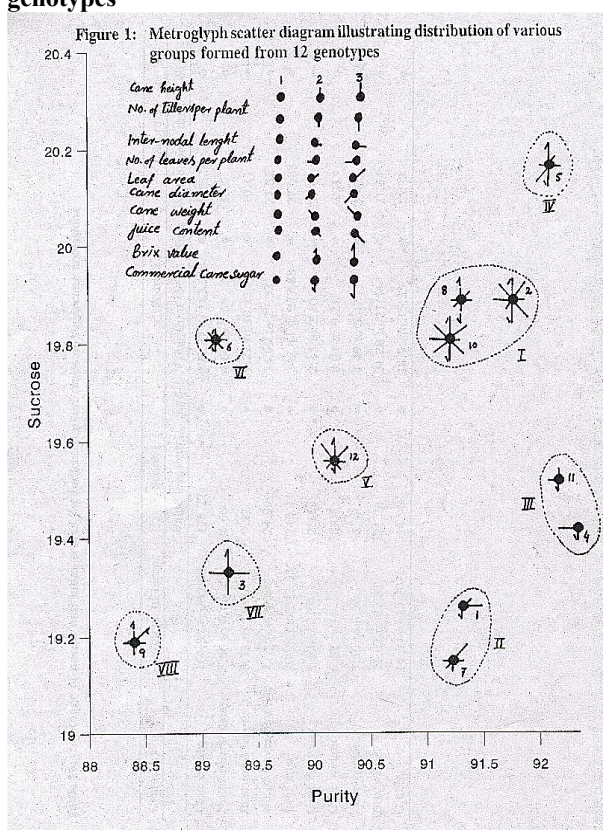 genotypes
Figure 1: Metroglyph scatter diagram illustrating distribution of various
groups formed from 12 genotypes
20.4
1 2 3
Cane height
No. of tillersper plant
Inter-nodal lenght
No. of leaves per plant
Leaf area
Cane diameter
Cane weight
Juice content
Brix value
Commercial Cane sugar
20.2
5
IV
20
8
2
10
I
19.8
6
VI
Sucrose
19.6
12
V
11
III
4
19.4
3
VII
1
II
7
19.2
9
VIII
19
88 88.5 89 89.5 90 90.5 91 91.5 92
Purity